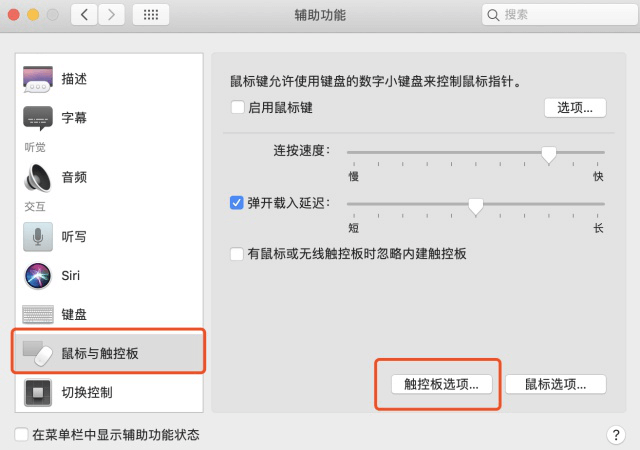 辅助功能
搜索
描述
字幕
听觉
音频
交互
听写
Siri
键盘
鼠标与触控板
切换控制
鼠标键允许使用键盘的数字小键盘来控制鼠标指针。
启用鼠标键
选项...
连按速度：
慢
快
弹开载入延迟：
短
长
有鼠标或无线触控板时忽略内建触控板
触控板选项...
鼠标选项...
在菜单栏中显示辅助功能状态
?